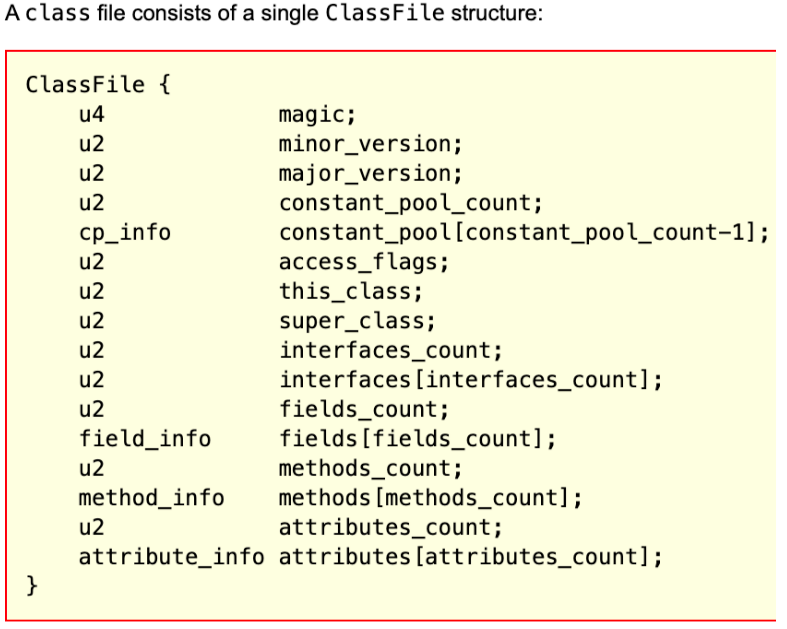 A class file consists of a single ClassFile structure:
ClassFile {
    u4             magic;
    u2             minor_version;
    u2             major_version;
    u2             constant_pool_count;
    cp_info        constant_pool[constant_pool_count-1];
    u2             access_flags;
    u2             this_class;
    u2             super_class;
    u2             interfaces_count;
    u2             interfaces[interfaces_count];
    u2             fields_count;
    field_info     fields[fields_count];
    u2             methods_count;
    method_info    methods[methods_count];
    u2             attributes_count;
    attribute_info attributes[attributes_count];
}